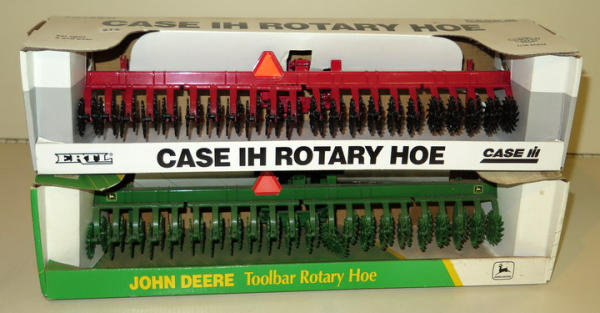 CASE IH ROTARY HOE
ERTL
CASE IH ROTARY HOE
CASE IH
JOHN DEERE Toolbar Rotary Hoe